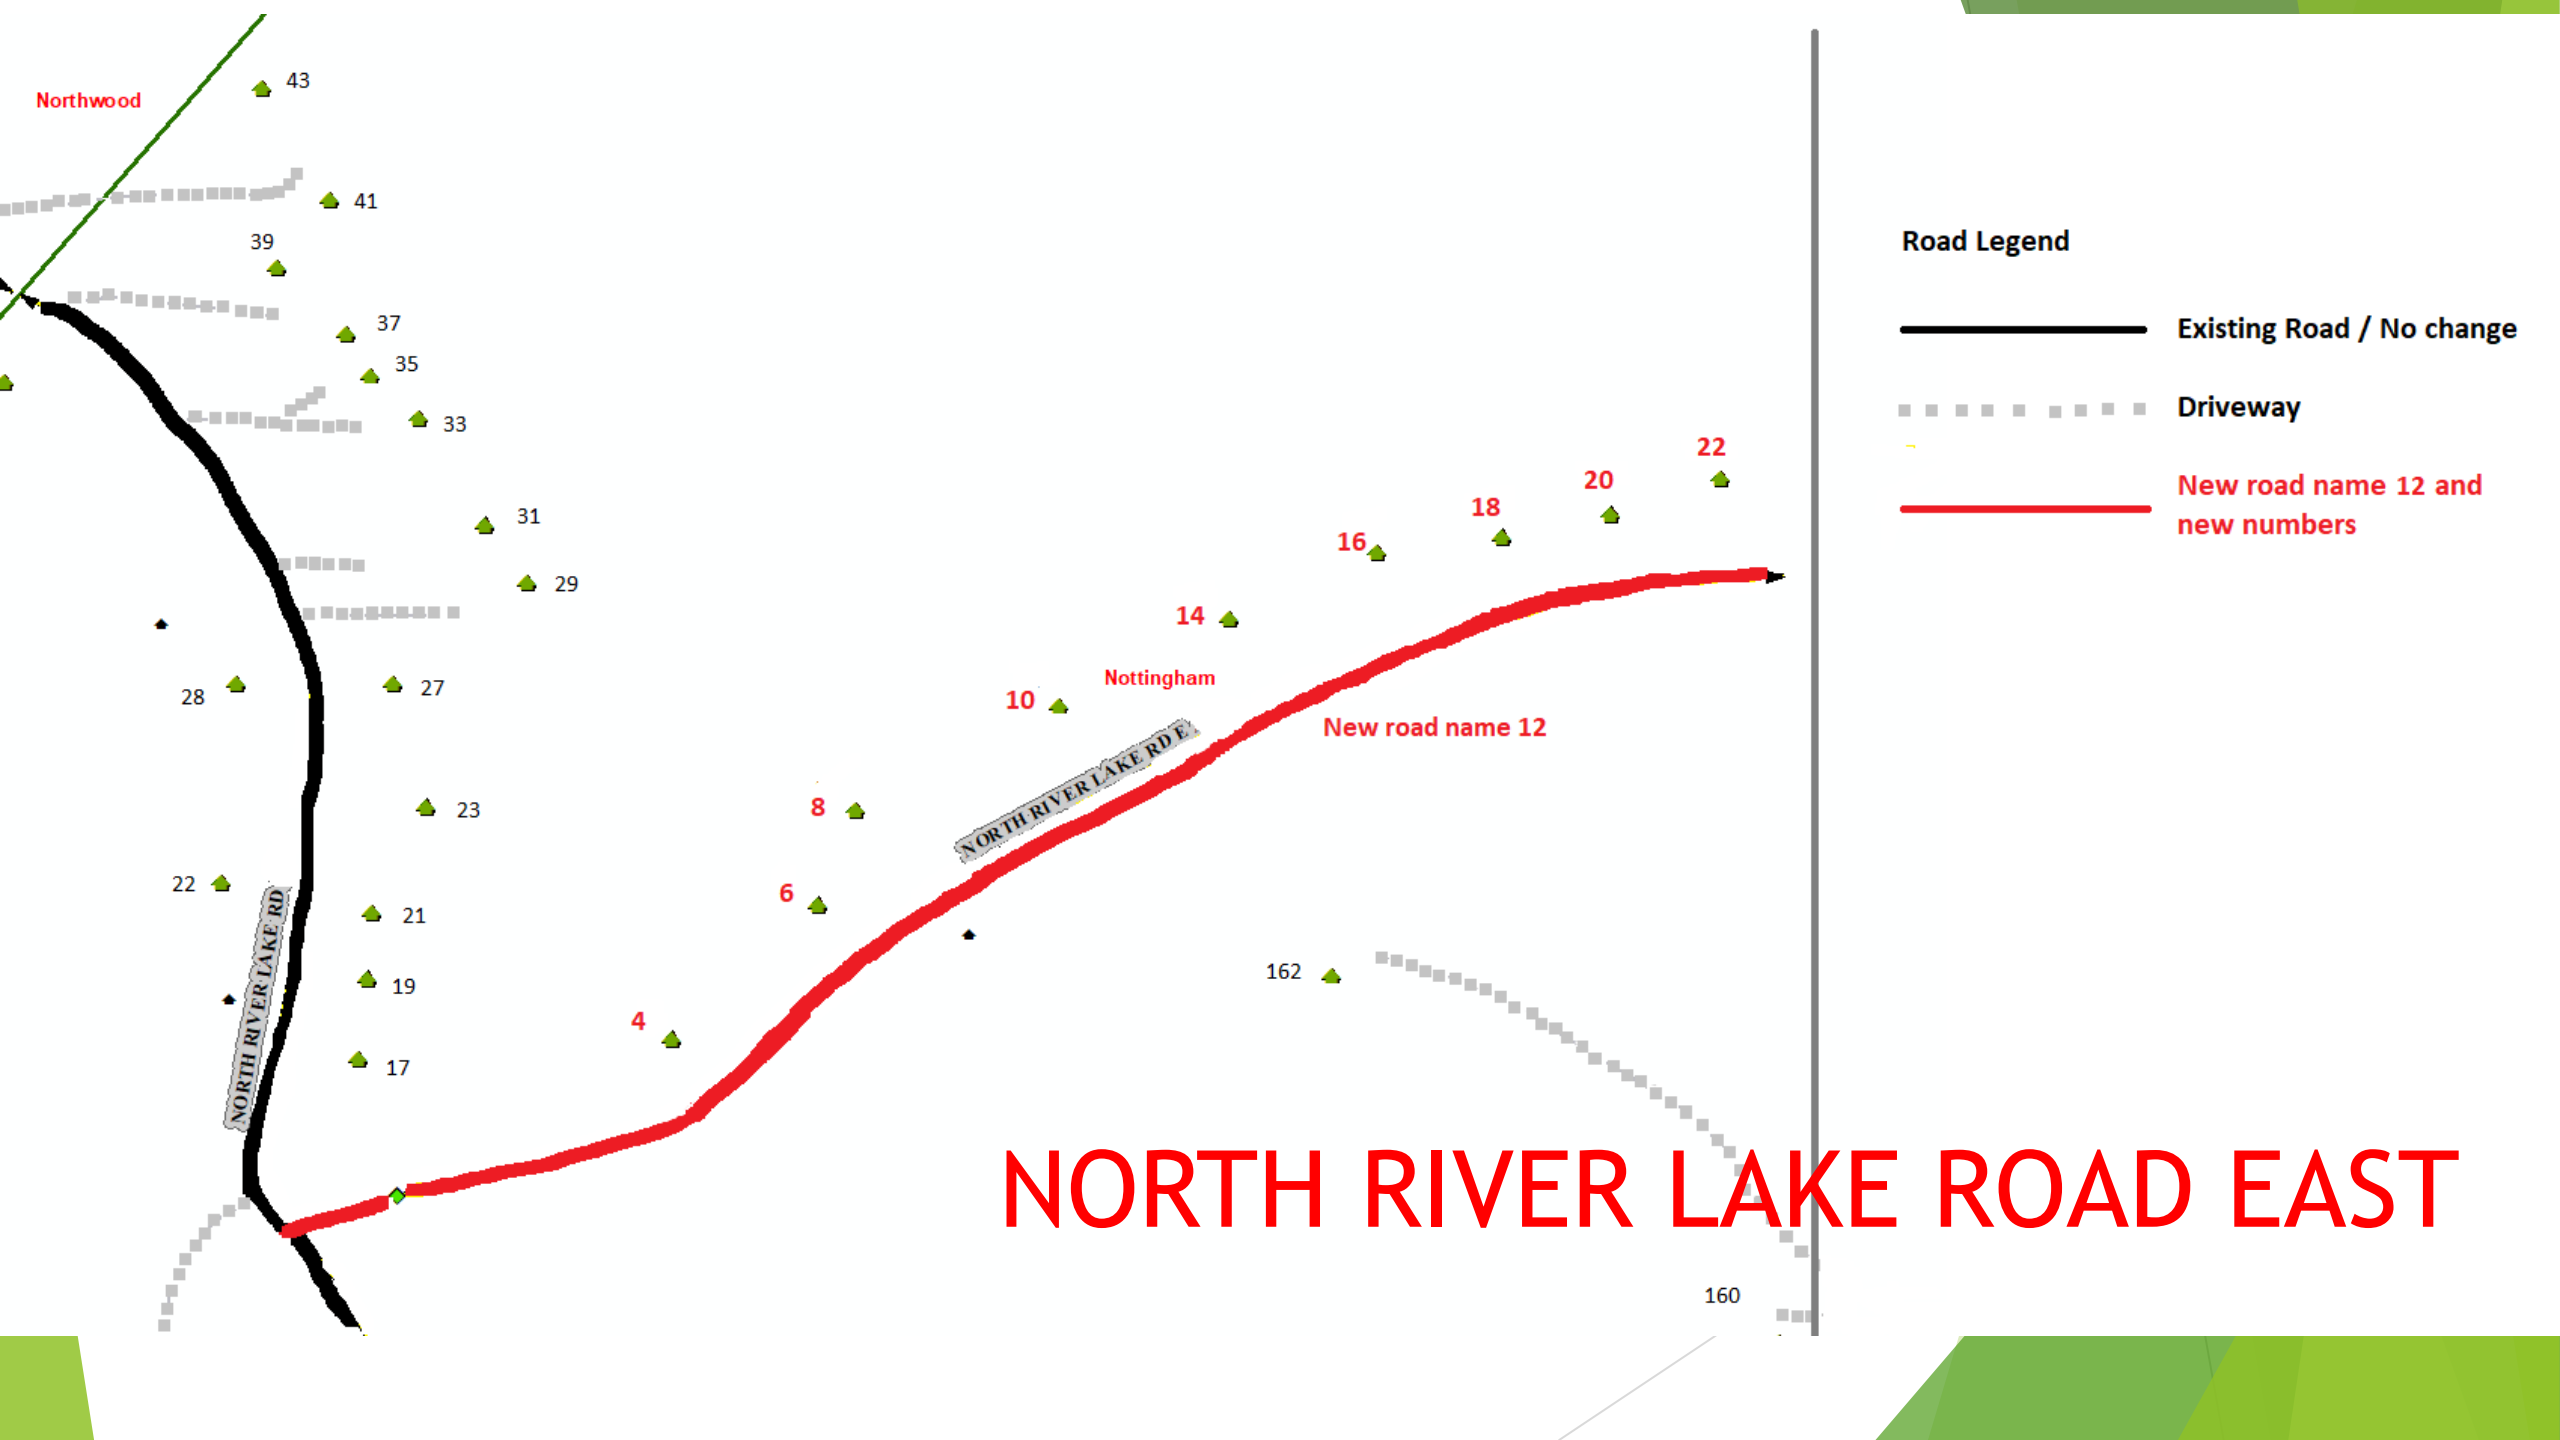 43
Northwood
41
39
37
35
33
31
29
28
27
23
22
21
19
17
NORTH RIVER LAKE RD
22
20
18
16
14
Nottingham
10
New road name 12
NORTH RIVER LAKE RD E
8
6
4
162
160
Road Legend
Existing Road / No change
Driveway
New road name 12 and
new numbers
NORTH RIVER LAKE ROAD EAST